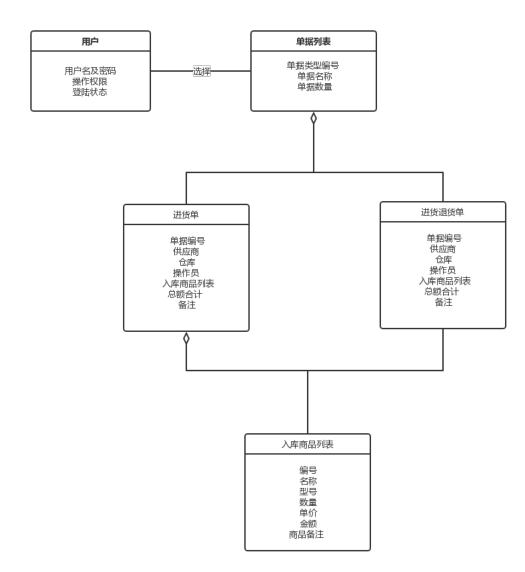 用户
用户名及密码
操作权限
登陆状态
选择
单据列表
单据类型编号
单据名称
单据数量
进货单
单据编号
供应商
仓库
操作员
入库商品列表
总额合计
备注
进货退货单
单据编号
供应商
仓库
操作员
入库商品列表
总额合计
备注
入库商品列表
编号
名称
型号
数量
单价
金额
商品备注